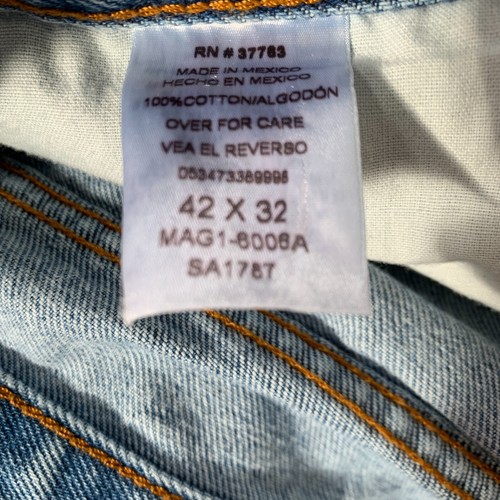 RN # 37763
MADE IN MEXICO
HECHO EN MEXICO
100%COTTON/ALGODÓN
OVER FOR CARE
VEA EL REVERSO
053473389998
42 X 32
MAG1-6006A
SA1787